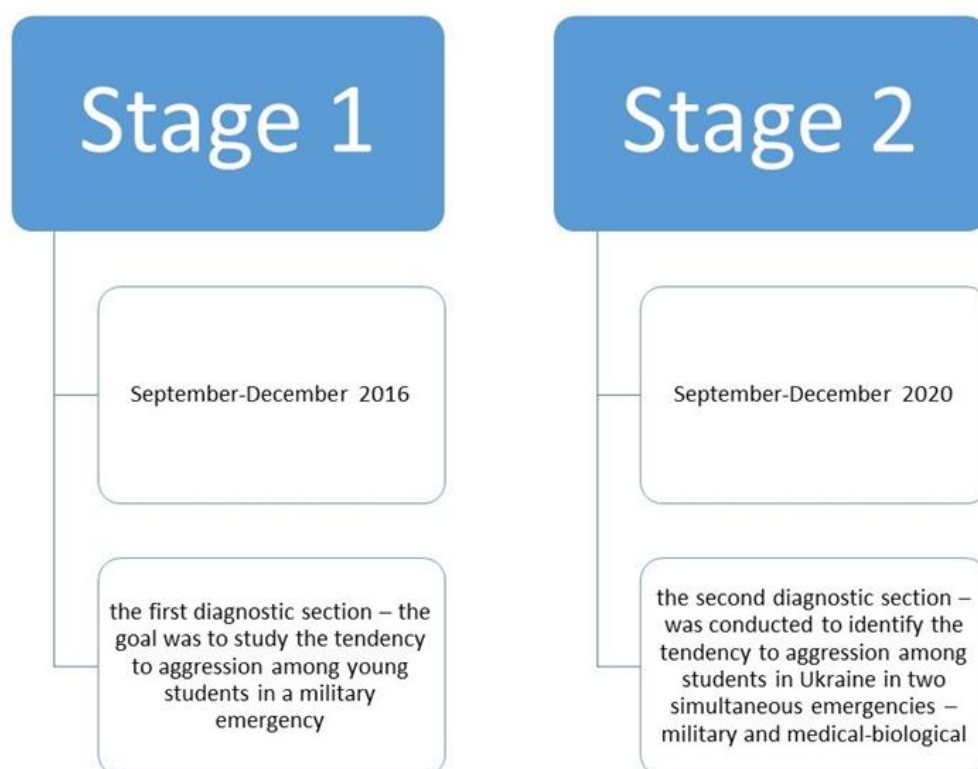 Stage 1
September-December 2016
the first diagnostic section – the
goal was to study the tendency
to aggression among young
students in a military
emergency
Stage 2
September-December 2020
the second diagnostic section –
was conducted to identify the
tendency to aggression among
students in Ukraine in two
simultaneous emergencies –
military and medical-biological